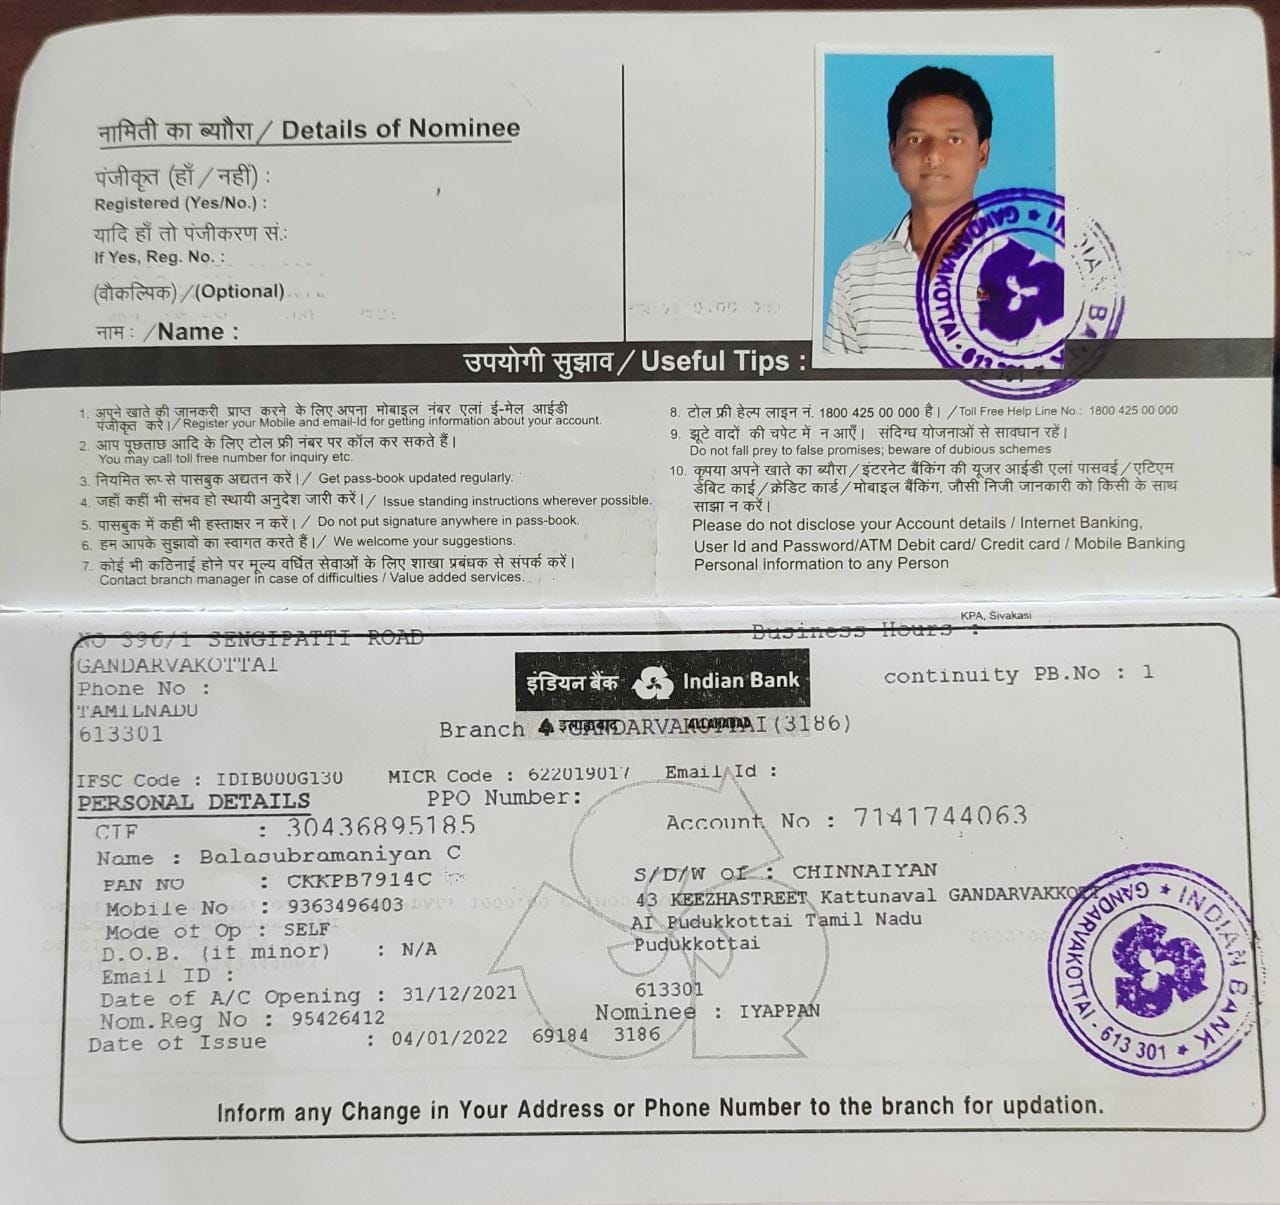 नामिती का ब्यौरा / Details of Nominee
पंजीकृत (हाँ / नहीं) :
Registered (Yes/No.) :
यादि हाँ तो पंजीकरण सं.:
If Yes, Reg. No. :
(वौकल्पिक) / (Optional)
नाम : / Name :
INDIAN BANK ★ GANDARVAKOTTAI - 613 301 ★
उपयोगी सुझाव / Useful Tips :
1. अपने खाते की जानकरी प्राप्त करने के लिए अपना मोबाइल नंबर एलां ई-मेल आईडी
पंजीकृत करें / Register your Mobile and email-Id for getting information about your account.
2. आप पूछताछ आदि के लिए टोल फ्री नंबर पर कॉल कर सकते हैं।
You may call toll free number for inquiry etc.
3. नियमित रूप से पासबुक अद्यतन करें। / Get pass-book updated regularly.
4. जहाँ कहीं भी संभव हो स्थायी अनुदेश जारी करें। / Issue standing instructions wherever possible.
5. पासबुक में कहीं भी हस्ताक्षर न करें। / Do not put signature anywhere in pass-book.
6. हम आपके सुझावों का स्वागत करते हैं।/ We welcome your suggestions.
7. कोई भी कठिनाई होने पर मूल्य वर्धित सेवाओं के लिए शाखा प्रबंधक से संपर्क करें।
Contact branch manager in case of difficulties / Value added services.
8. टोल फ्री हेल्प लाइन नं. 1800 425 00 000 है। / Toll Free Help Line No.: 1800 425 00 000
9. झूटे वादों की चपेट में न आएँ। संदिग्ध योजनाओं से सावधान रहें।
Do not fall prey to false promises; beware of dubious schemes
10. कृपया अपने खाते का ब्यौरा / इंटरनेट बैंकिंग की यूजर आईडी एलां पासवर्ड / एटिएम
डेबिट कार्ड / क्रेडिट कार्ड / मोबाइल बैंकिंग, जौसी निजी जानकारी को किसी के साथ
साझा न करें।
Please do not disclose your Account details / Internet Banking,
User Id and Password/ATM Debit card/ Credit card / Mobile Banking
Personal information to any Person
KPA, Sivakasi
NO 396/1 SENGIPATTI ROAD
Business Hours :
GANDARVAKOTTAI
इंडियन बैंक Indian Bank
continuity PB.No : 1
Phone No :
TAMILNADU
इलाहाबाद ALLAHABAD
613301
Branch : GANDARVAKOTTAI (3186)
IFSC Code : IDIB000G130 MICR Code : 622019017 Email Id :
PERSONAL DETAILS PPO Number:
CIF : 30436895185 Account No : 7141744063
Name : Balasubramaniyan C
PAN NO : CKKPB7914C S/D/W of : CHINNAIYAN
Mobile No : 9363496403 43 KEEZHASTREET Kattunaval GANDARVAKKOTT
Mode of Op : SELF AI Pudukkottai Tamil Nadu
D.O.B. (if minor) : N/A Pudukkottai
Email ID :
Date of A/C Opening : 31/12/2021 613301
Nom.Reg No : 95426412 Nominee : IYAPPAN
Date of Issue : 04/01/2022 69184 3186
INDIAN BANK ★ GANDARVAKOTTAI - 613 301 ★
Inform any Change in Your Address or Phone Number to the branch for updation.